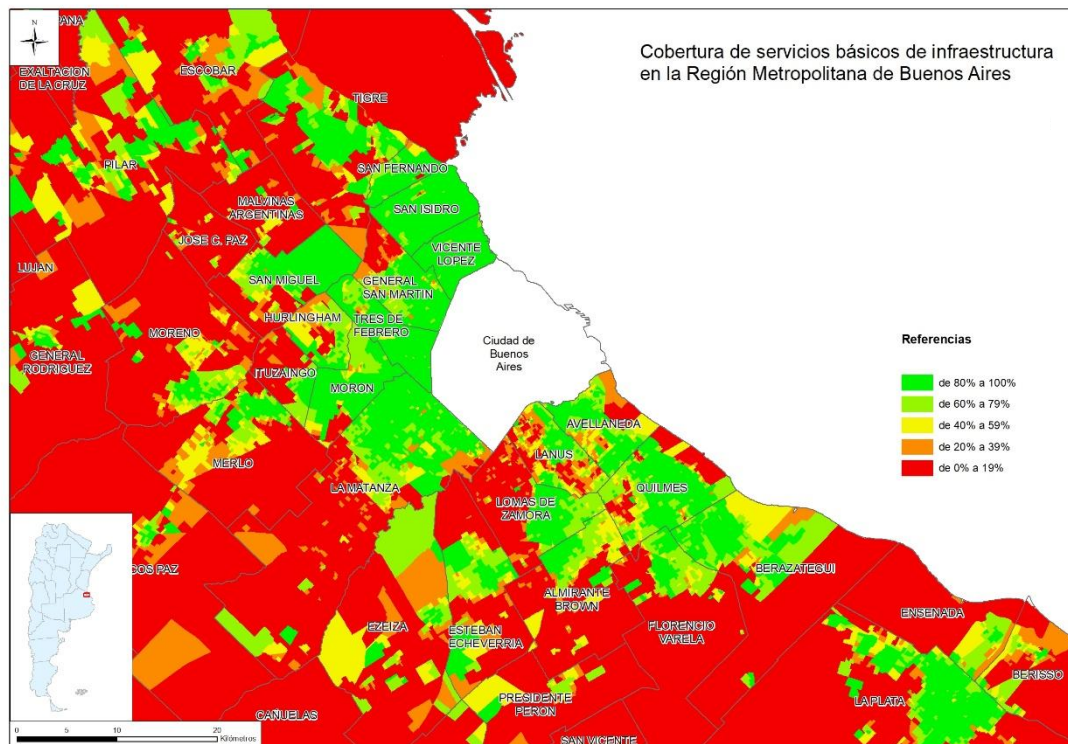 N
Cobertura de servicios básicos de infraestructura
en la Región Metropolitana de Buenos Aires
EXALTACION
DE LA CRUZ
ESCOBAR
TIGRE
PILAR
SAN FERNANDO
MALVINAS
ARGENTINAS
SAN ISIDRO
JOSE C. PAZ
VICENTE
LOPEZ
LUJAN
SAN MIGUEL
GENERAL
SAN MARTIN
HURLINGHAM
TRES DE
FEBRERO
MORENO
GENERAL
RODRIGUEZ
ITUZAINGO
MORON
Ciudad de
Buenos
Aires
Referencias
de 80% a 100%
de 60% a 79%
de 40% a 59%
de 20% a 39%
de 0% a 19%
AVELLANEDA
LANUS
MERLO
LA MATANZA
QUILMES
LOMAS DE
ZAMORA
BERAZATEGUI
COS PAZ
ALMIRANTE
BROWN
EZEIZA
ESTEBAN
ECHEVERRIA
FLORENCIO
VARELA
ENSENADA
BERISSO
LA PLATA
PRESIDENTE
PERON
CAÑUELAS
SAN VICENTE
0 5 10 20
Kilómetros